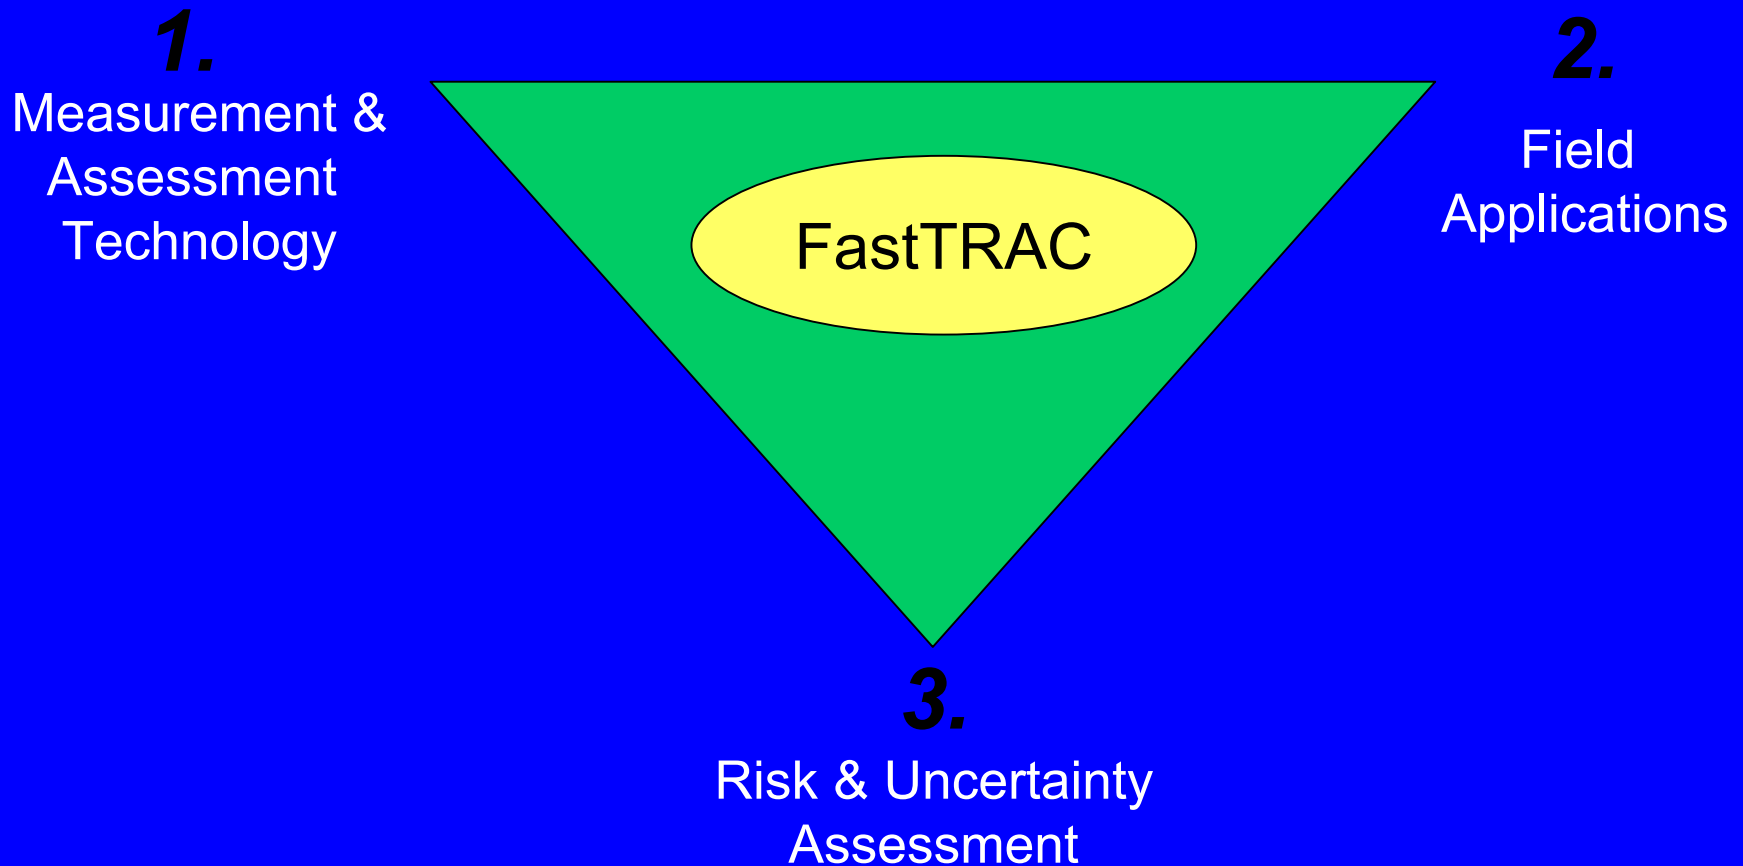 1.
Measurement &
Assessment
Technology
2.
Field
Applications
FastTRAC
3.
Risk & Uncertainty
Assessment